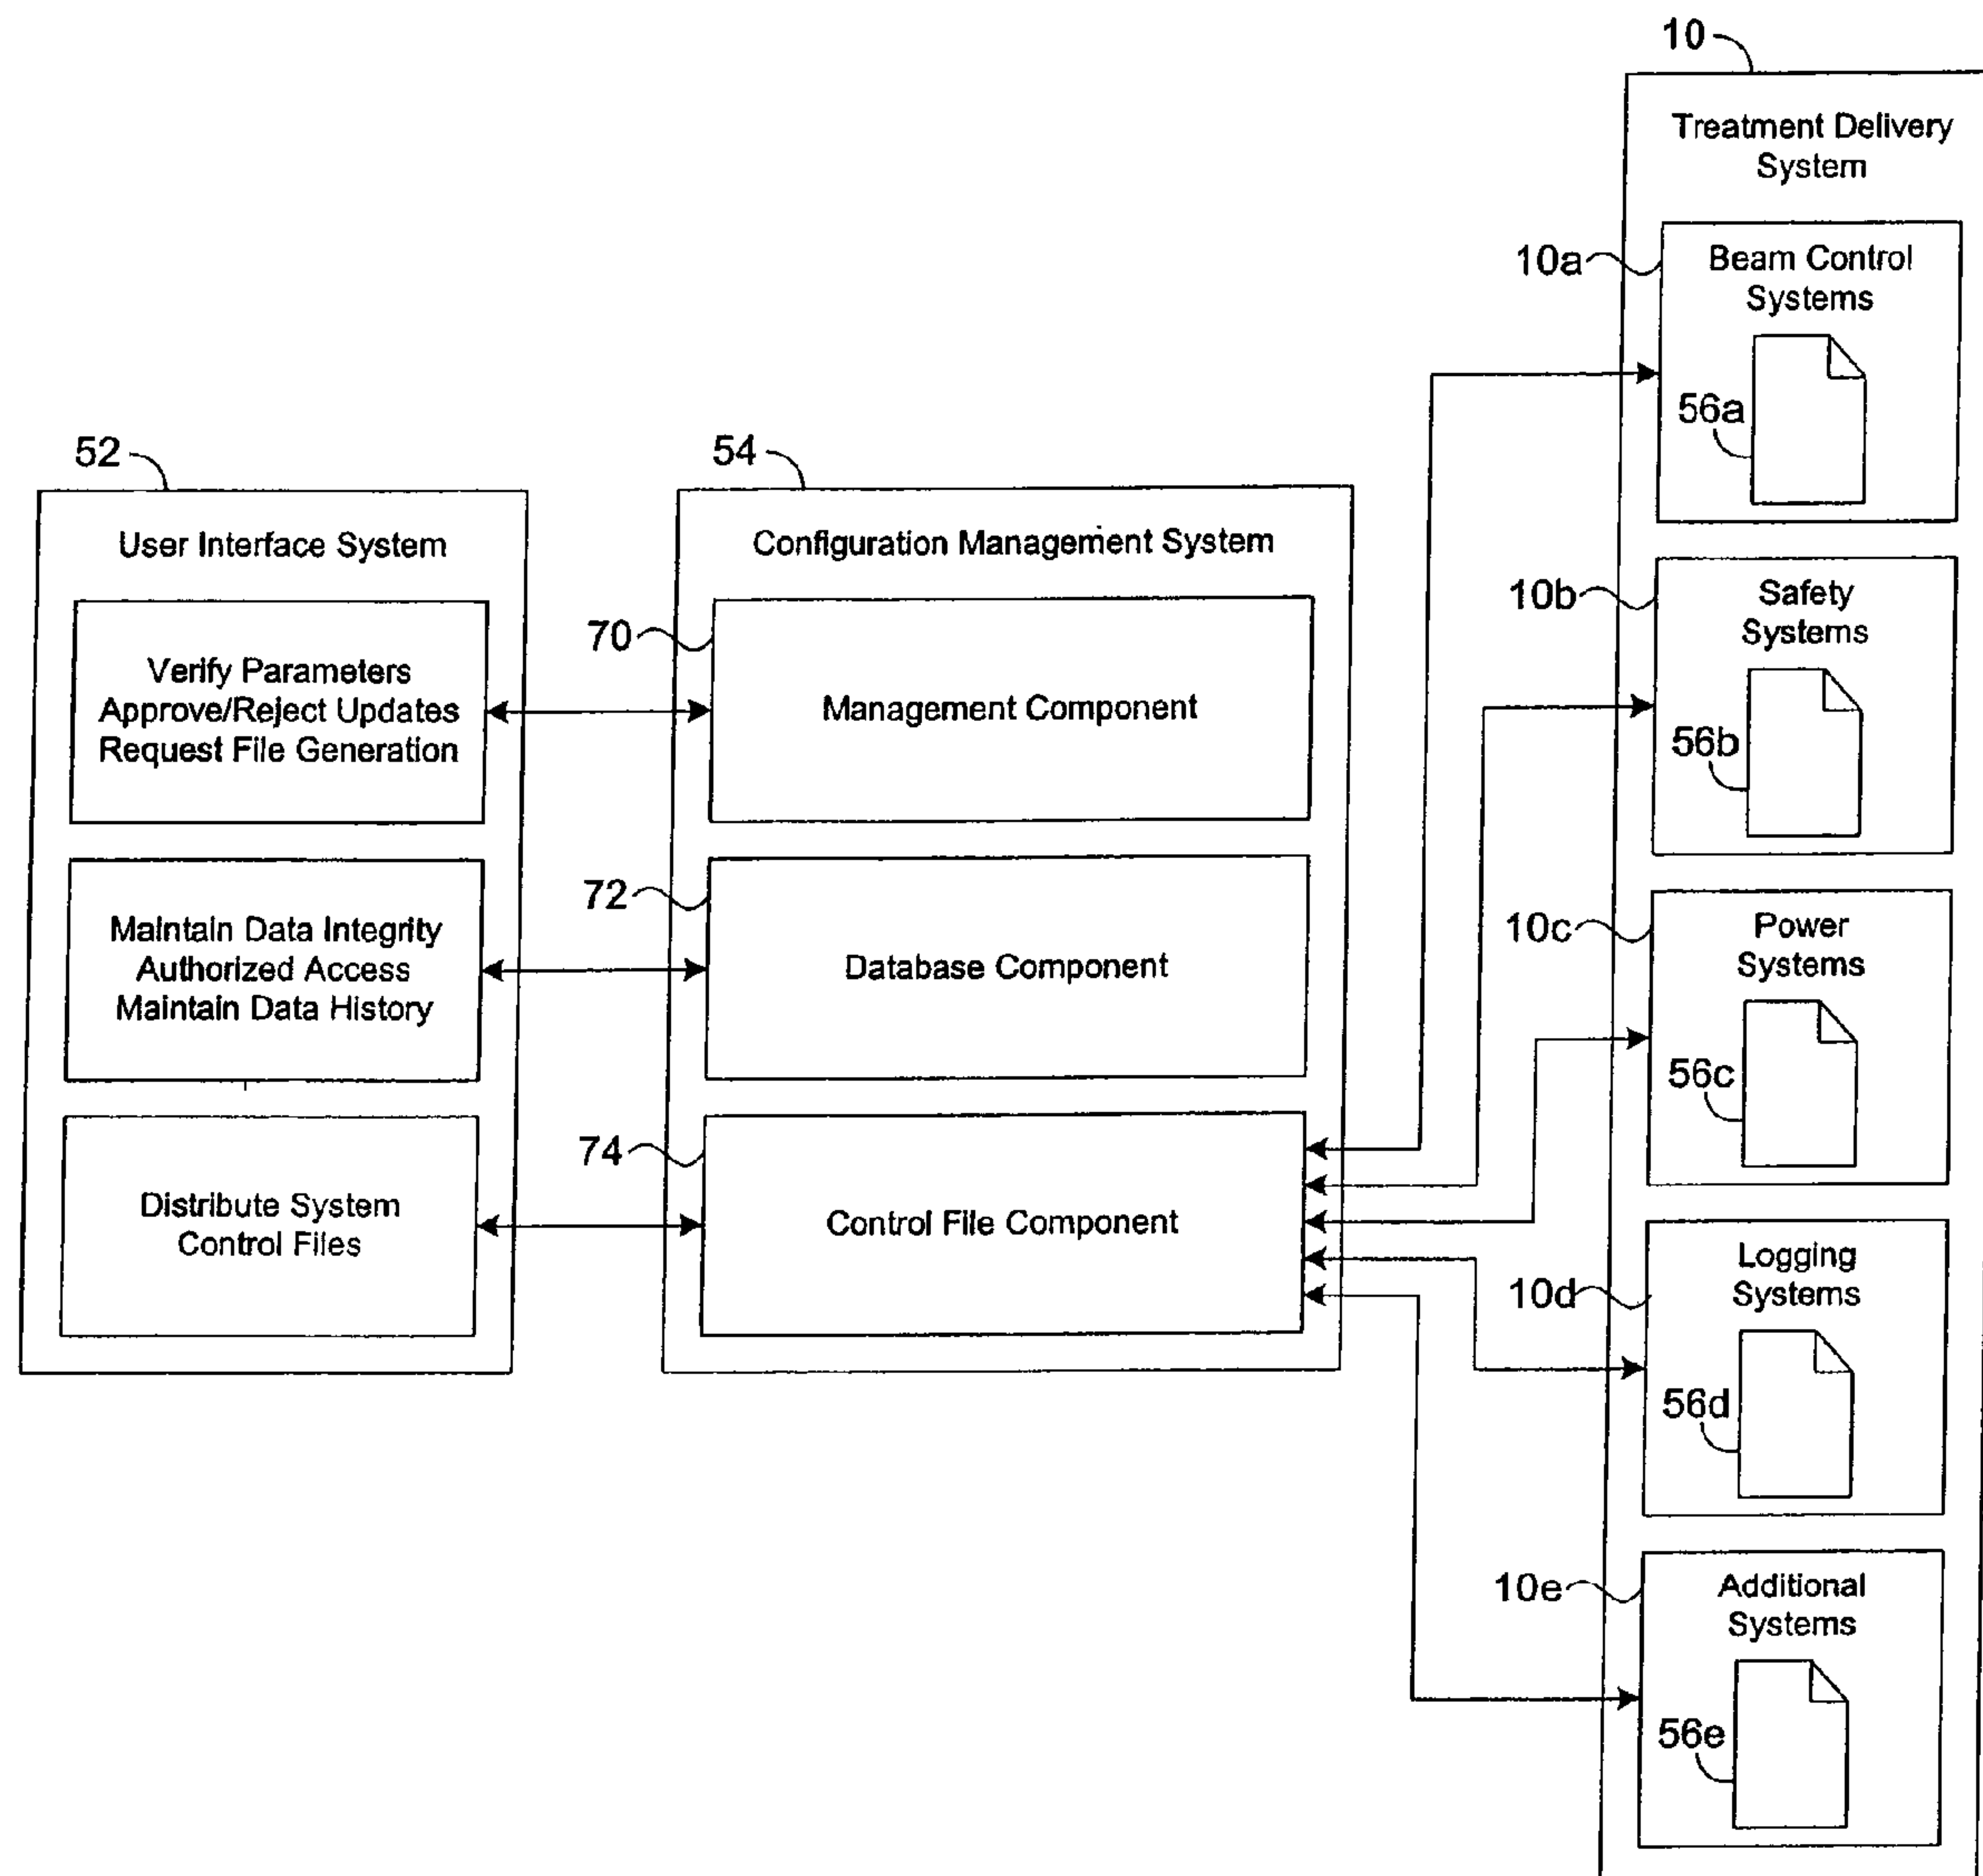 52
User Interface System
Verify Parameters
Approve/Reject Updates
Request File Generation
Maintain Data Integrity
Authorized Access
Maintain Data History
Distribute System
Control Files
54
Configuration Management System
70
Management Component
72
Database Component
74
Control File Component
10
Treatment Delivery
System
10a
Beam Control
Systems
56a
10b
Safety
Systems
56b
10c
Power
Systems
56c
10d
Logging
Systems
56d
10e
Additional
Systems
56e